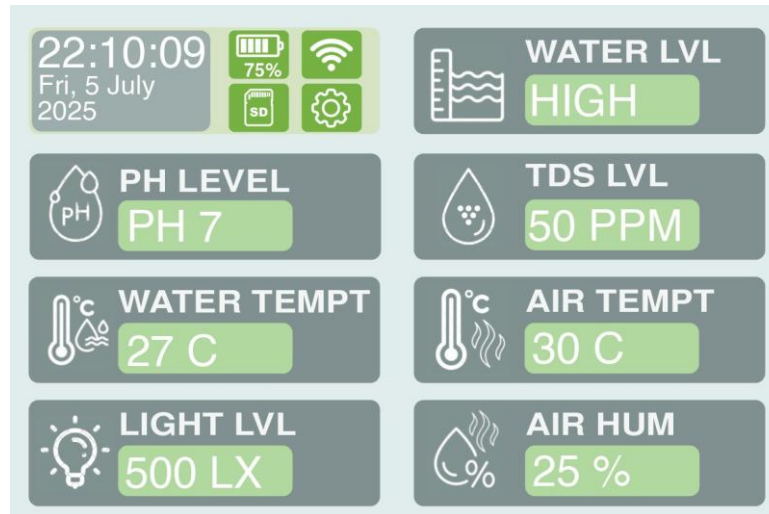 22:10:09
Fri, 5 July
2025
75%
SD
WATER LVL
HIGH
PH LEVEL
PH 7
pH
TDS LVL
50 PPM
WATER TEMPT
27 C
°C
AIR TEMPT
30 C
°C
LIGHT LVL
500 LX
AIR HUM
25 %
%